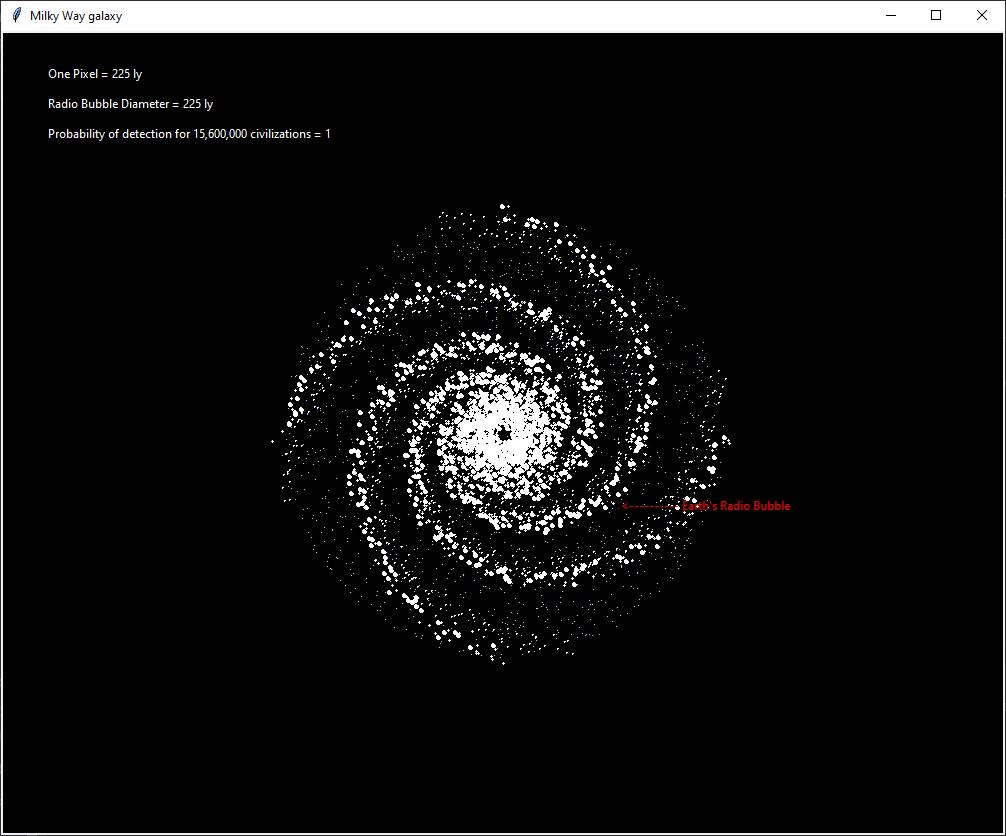 Milky Way galaxy
One Pixel = 225 ly
Radio Bubble Diameter = 225 ly
Probability of detection for 15,600,000 civilizations = 1
Earth's Radio Bubble